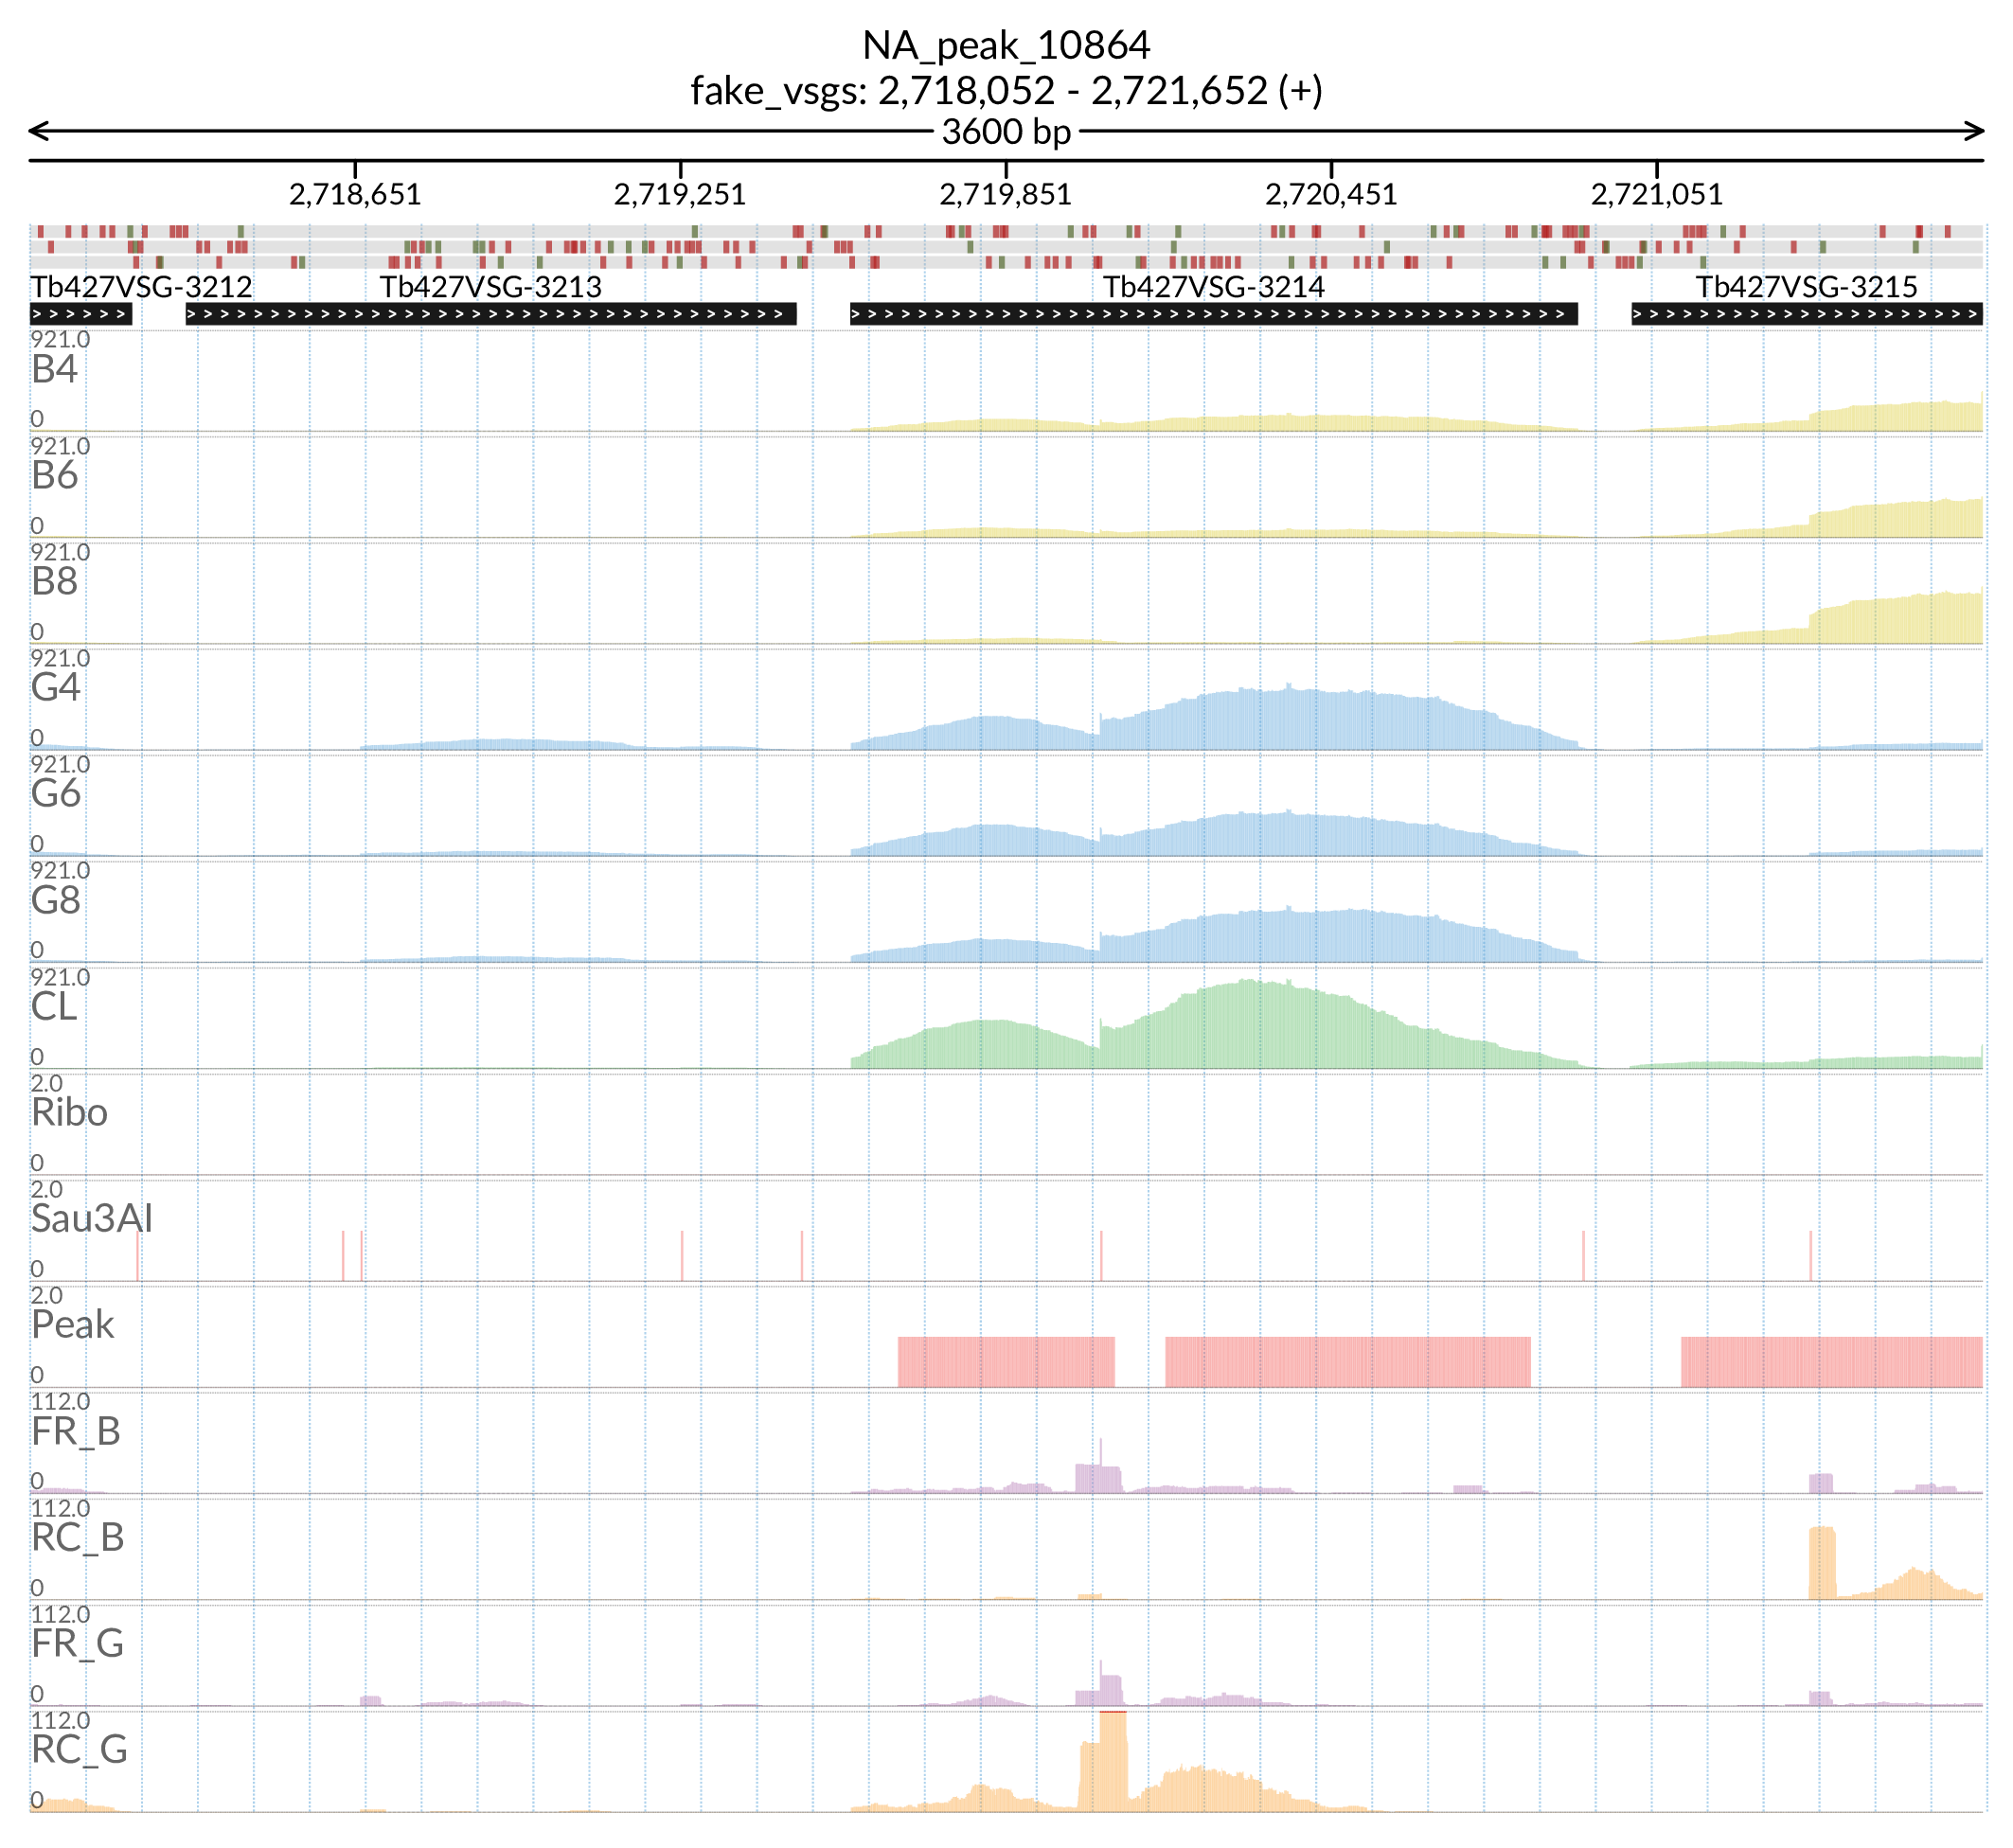 NA_peak_10864
fake_vsgs: 2,718,052 - 2,721,652 (+)
3600 bp
2,718,651 2,719,251 2,719,851 2,720,451 2,721,051
Tb427VSG-3212 Tb427VSG-3213 Tb427VSG-3214 Tb427VSG-3215
921.0
B4
0
921.0
B6
0
921.0
B8
0
921.0
G4
0
921.0
G6
0
921.0
G8
0
921.0
CL
0
2.0
Ribo
0
2.0
Sau3AI
0
2.0
Peak
0
112.0
FR_B
0
112.0
RC_B
0
112.0
FR_G
0
112.0
RC_G
0